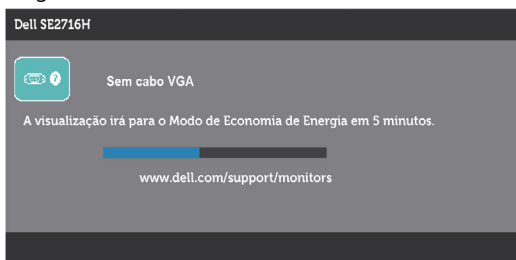 Dell SE2716H
Sem cabo VGA
A visualização irá para o Modo de Economia de Energia em 5 minutos.
www.dell.com/support/monitors